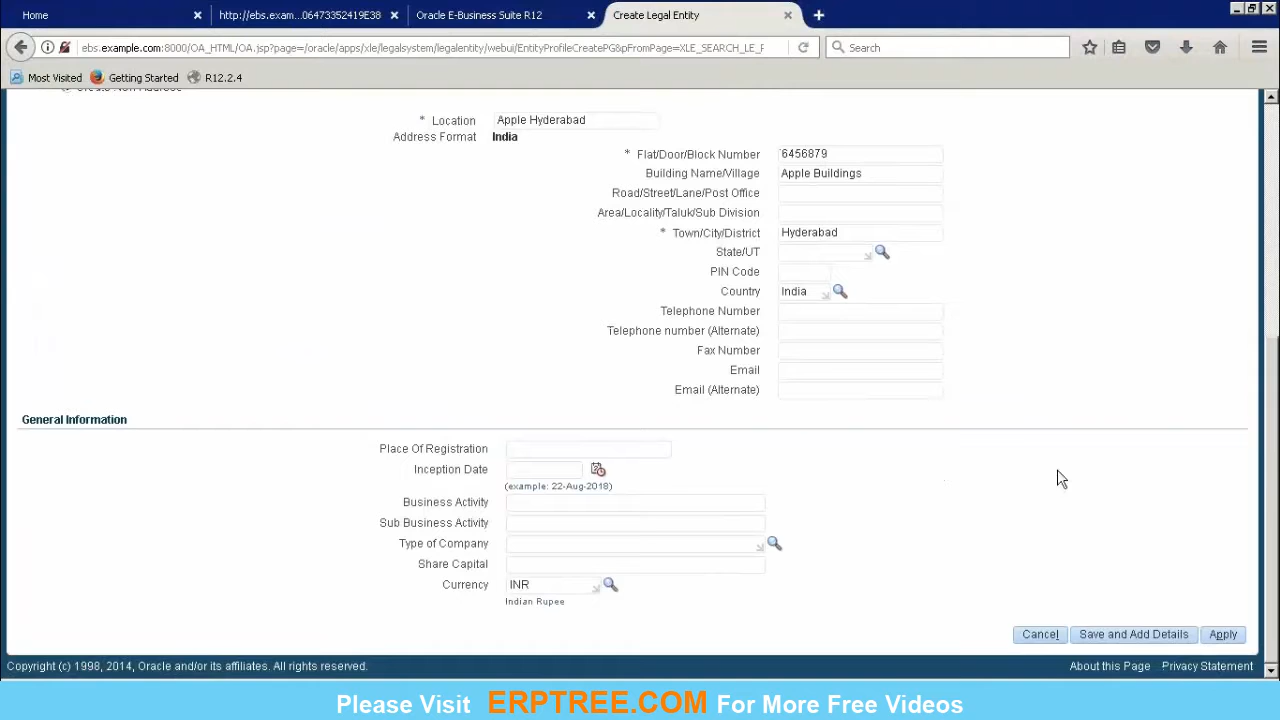 Home
http://ebs.exam...06473352419E38
Oracle E-Business Suite R12
Create Legal Entity
ebs.example.com:8000/OA_HTML/OA.jsp?page=/oracle/apps/xle/legalsystem/legalentity/webui/EntityProfileCreatePG&pFromPage=XLE_SEARCH_LE_F
Search
Most Visited
Getting Started
R12.2.4
* Location Apple Hyderabad
Address Format India
* Flat/Door/Block Number 6456879
Building Name/Village Apple Buildings
Road/Street/Lane/Post Office
Area/Locality/Taluk/Sub Division
* Town/City/District Hyderabad
State/UT
PIN Code
Country India
Telephone Number
Telephone number (Alternate)
Fax Number
Email
Email (Alternate)
General Information
Place Of Registration
Inception Date
(example: 22-Aug-2018)
Business Activity
Sub Business Activity
Type of Company
Share Capital
Currency INR
Indian Rupee
Cancel
Save and Add Details
Apply
Copyright (c) 1998, 2014, Oracle and/or its affiliates. All rights reserved.
About this Page
Privacy Statement
Please Visit ERPTREE.COM For More Free Videos